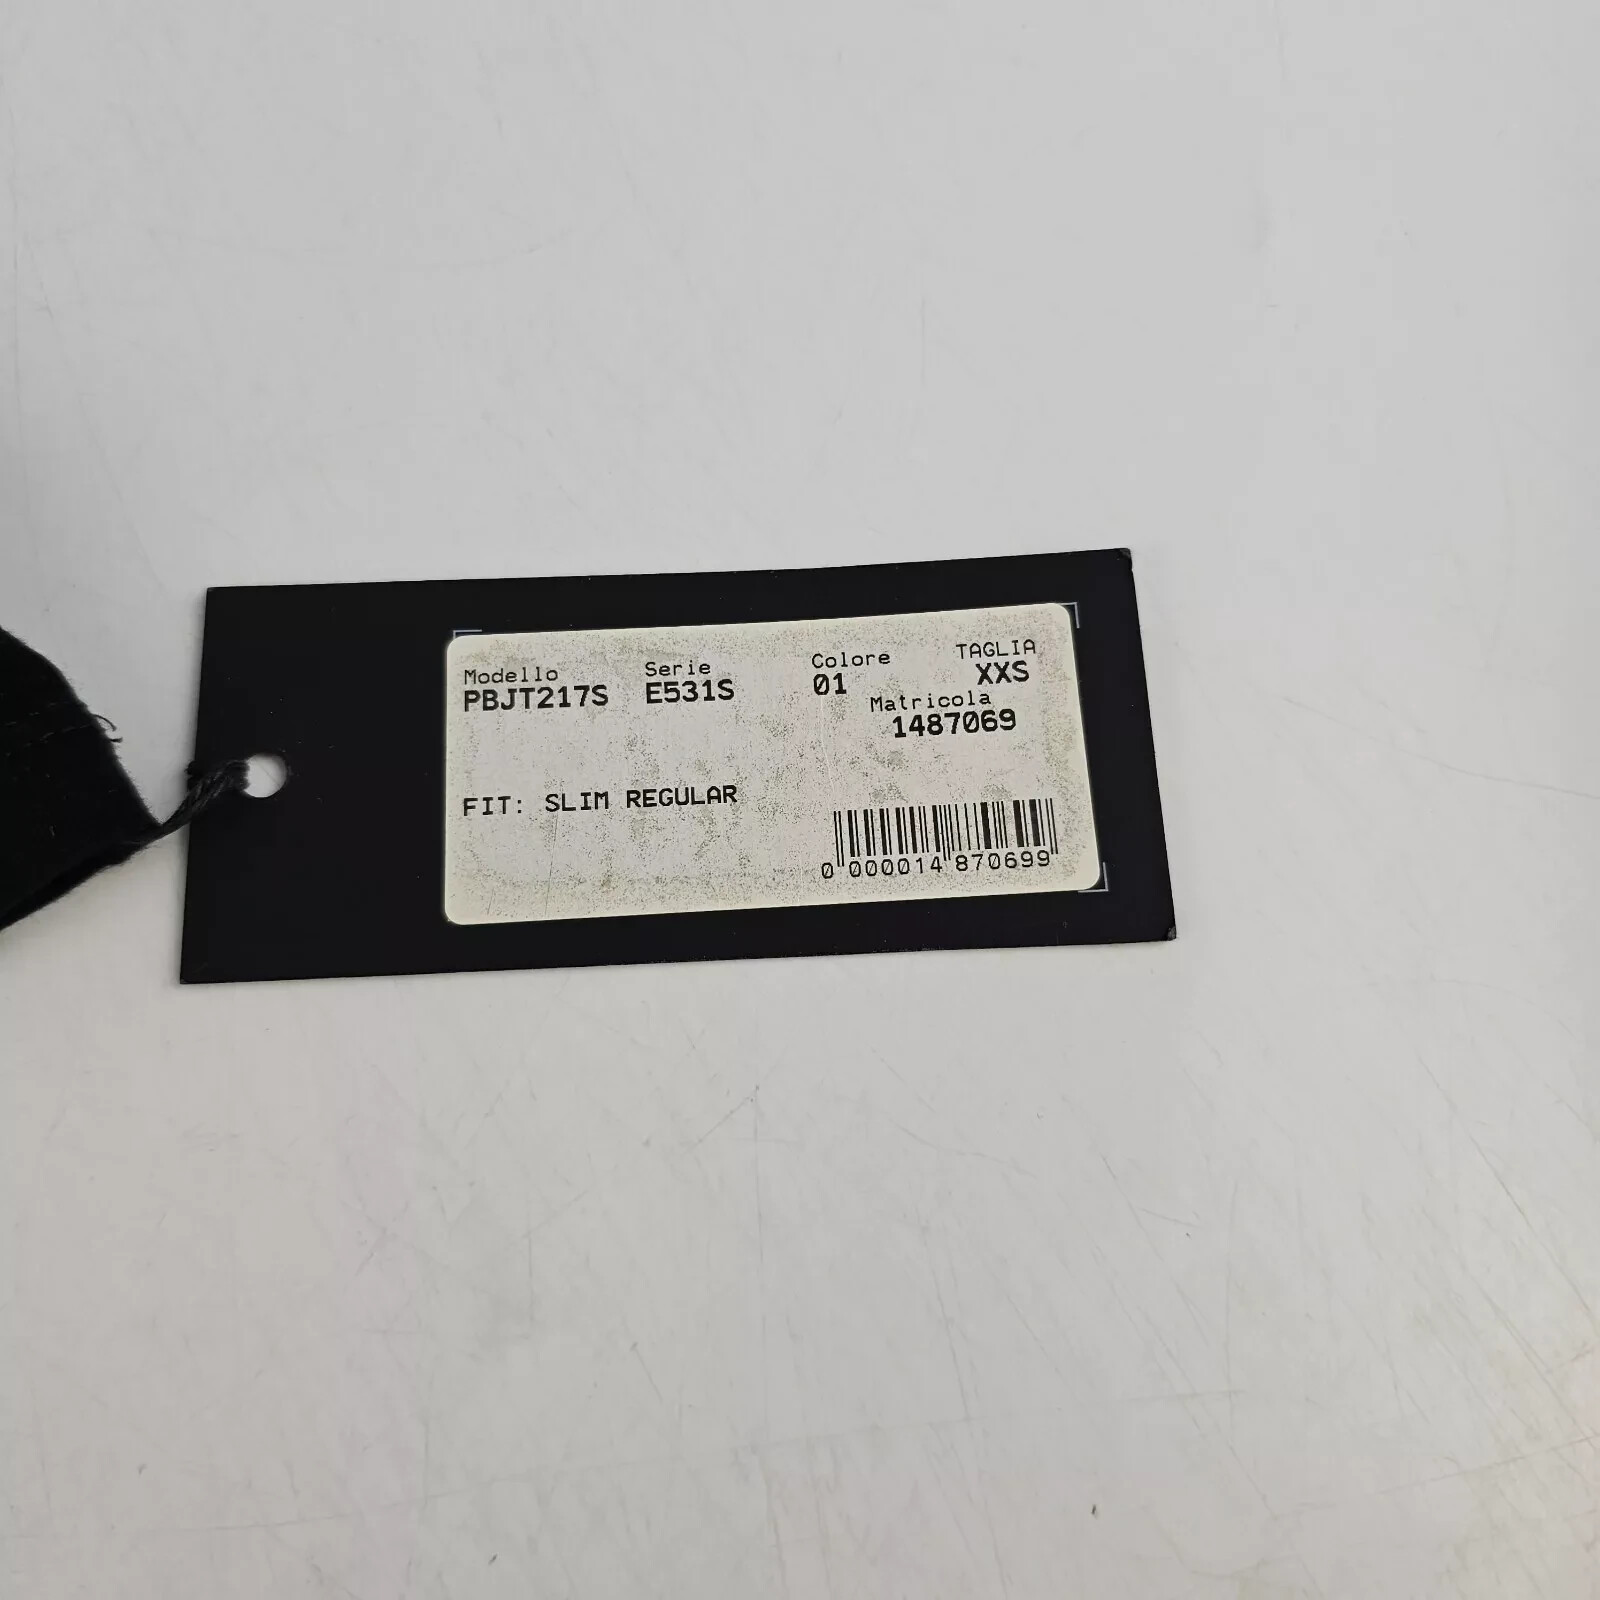 Modello Serie Colore TAGLIA
PBJT217S E531S 01 XXS
Matricola
1487069
FIT: SLIM REGULAR
0 000014 870699